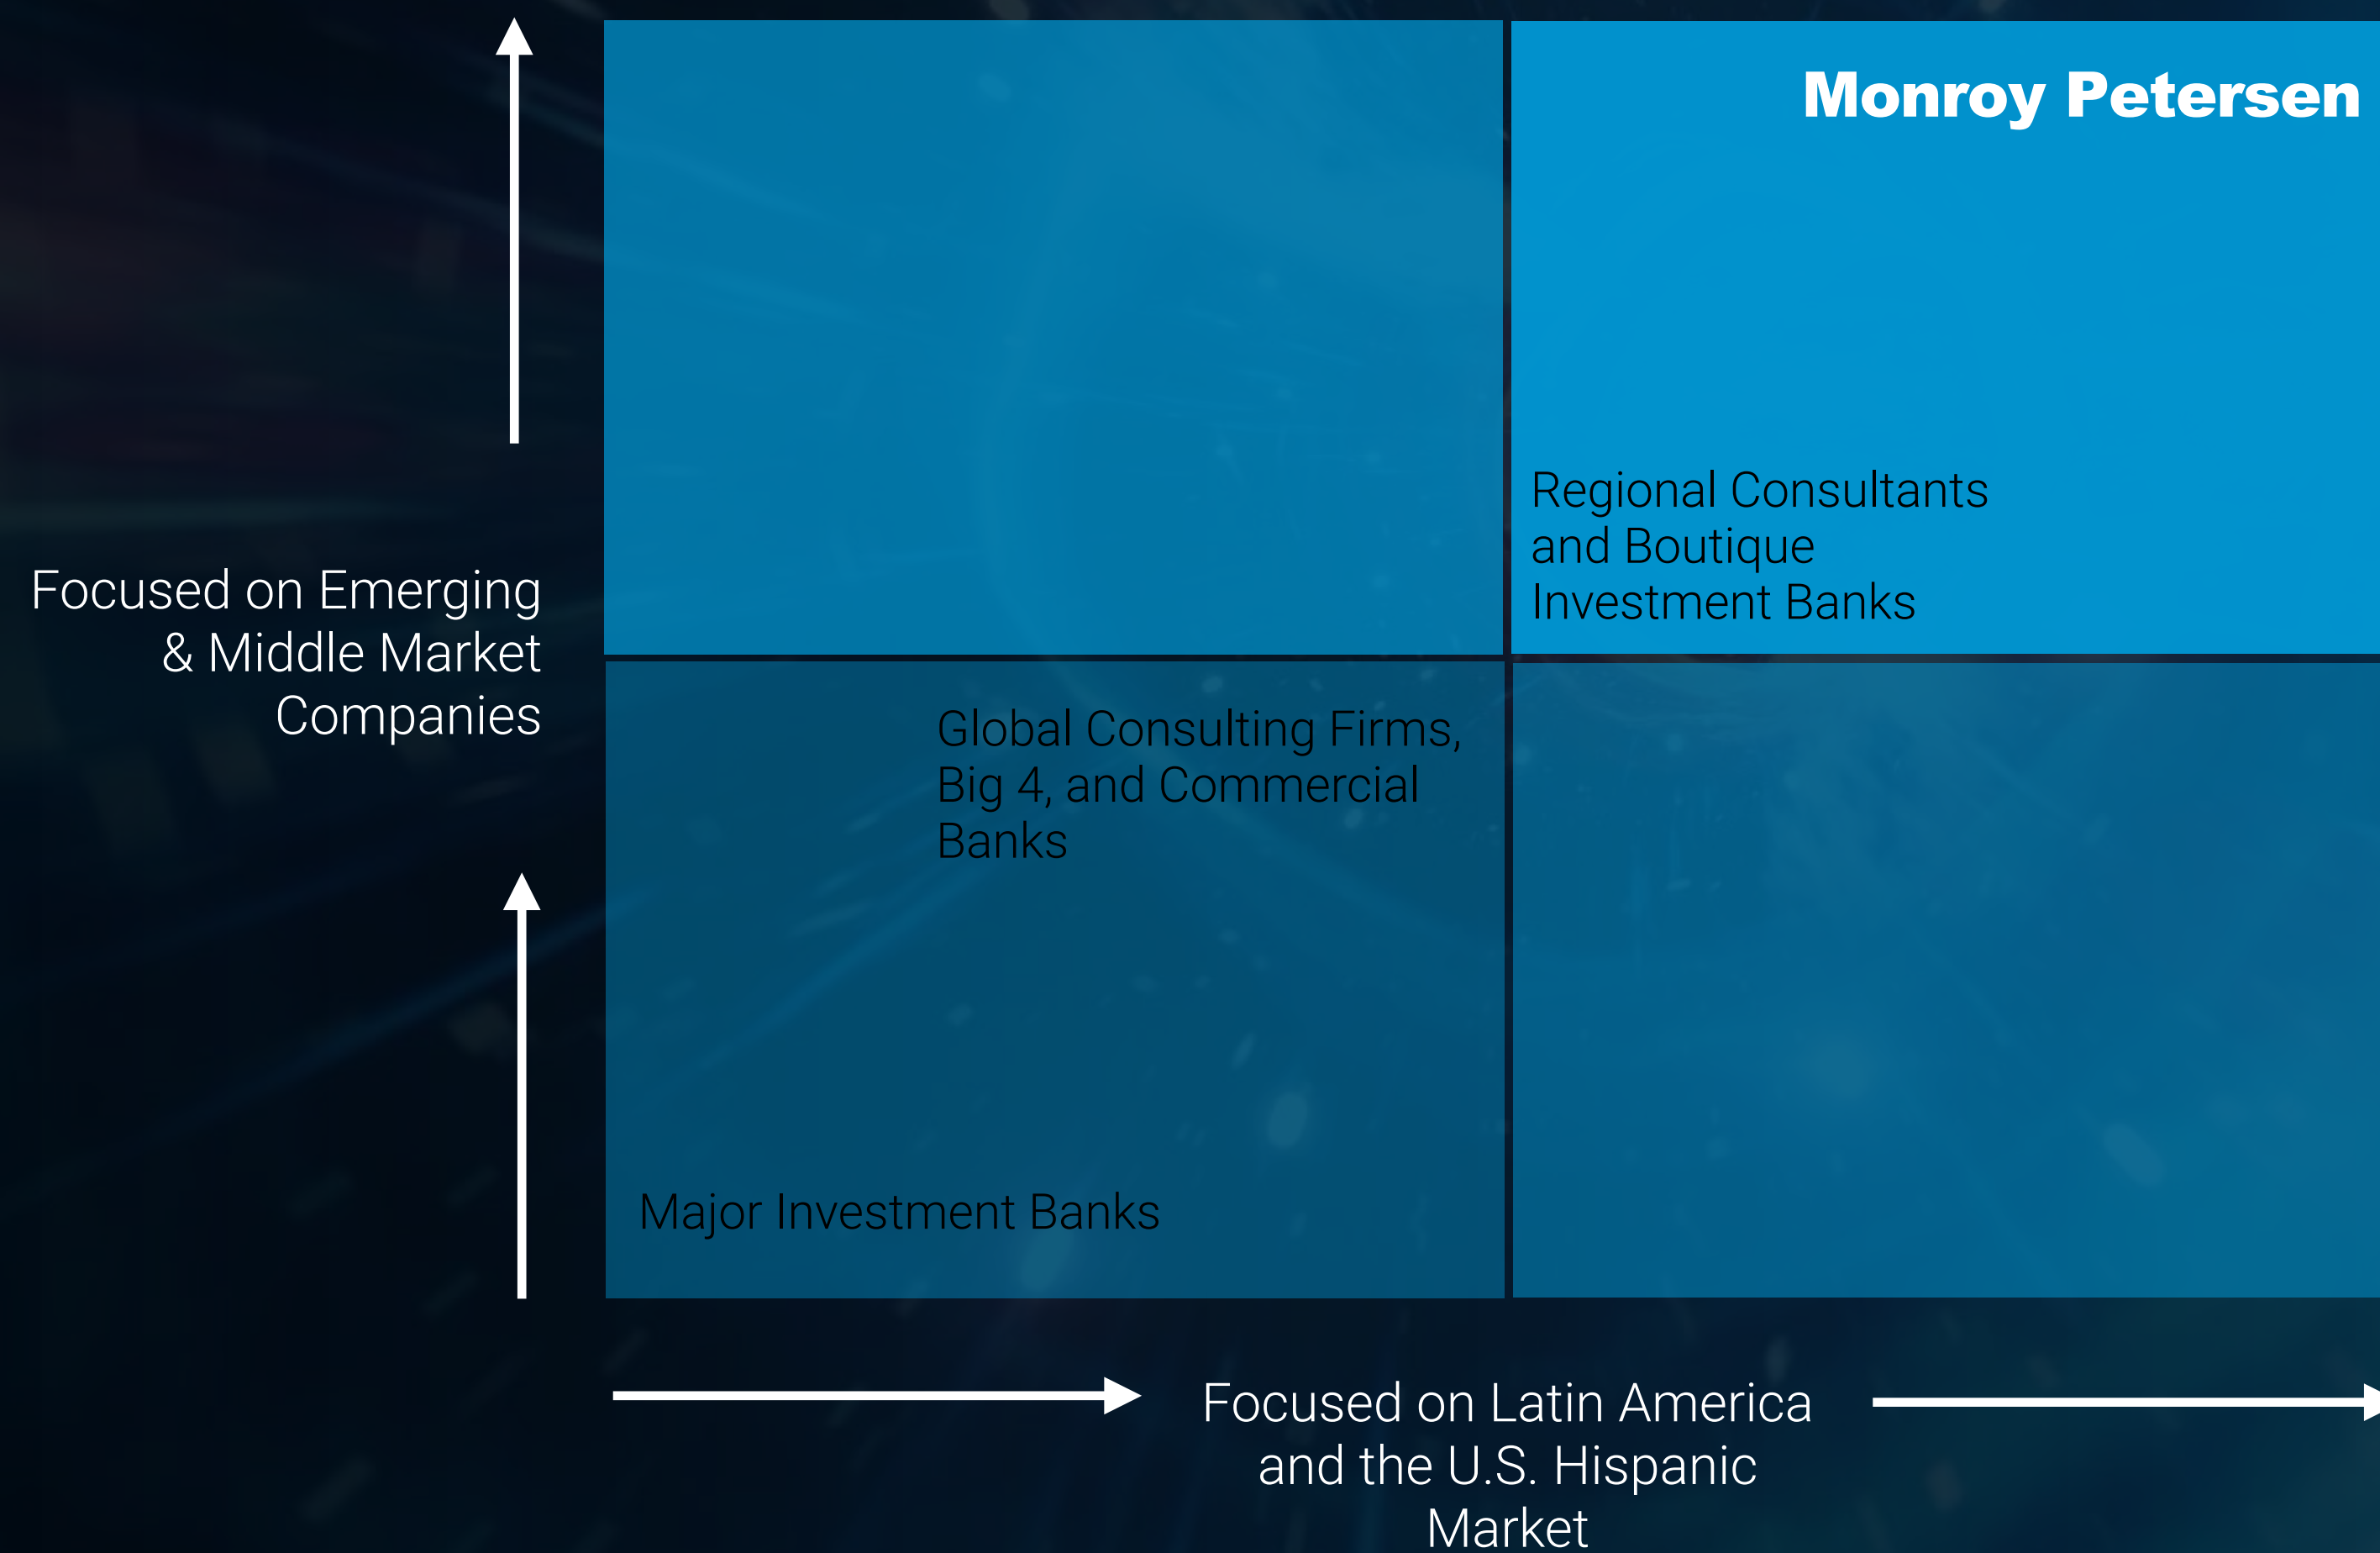 Monroy Petersen
Regional Consultants
and Boutique
Investment Banks
Focused on Emerging
& Middle Market
Companies
Global Consulting Firms,
Big 4, and Commercial
Banks
Major Investment Banks
Focused on Latin America
and the U.S. Hispanic
Market